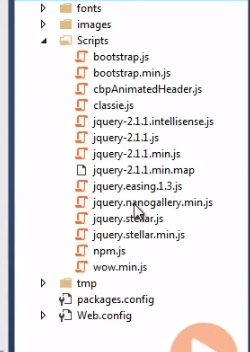 fonts
images
Scripts
bootstrap.js
bootstrap.min.js
cbpAnimatedHeader.js
classie.js
jquery-2.1.1.intellisense.js
jquery-2.1.1.js
jquery-2.1.1.min.js
jquery-2.1.1.min.map
jquery.easing.1.3.js
jquery.nanogallery.min.js
jquery.stellar.js
jquery.stellar.min.js
npm.js
wow.min.js
tmp
packages.config
Web.config